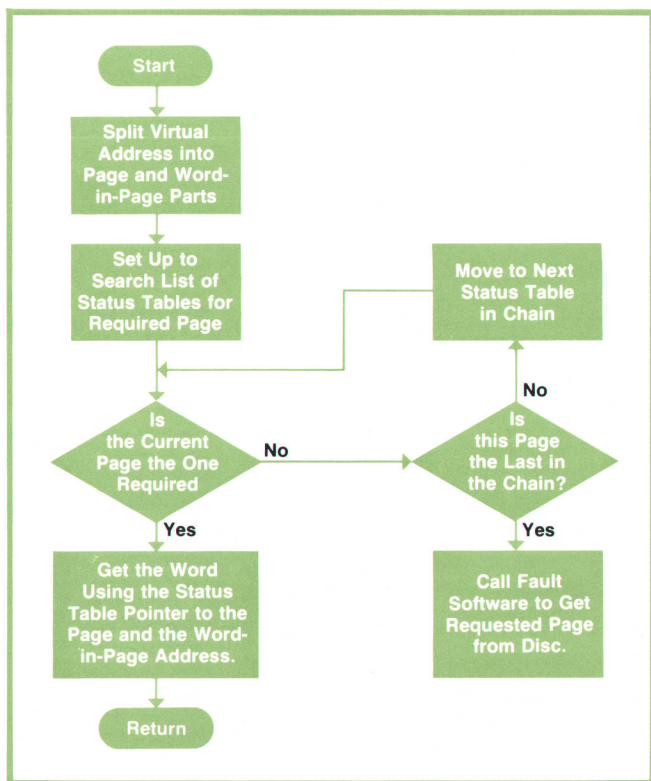 Start
Split Virtual
Address into
Page and Word-
in-Page Parts
Set Up to
Search List of
Status Tables for
Required Page
Move to Next
Status Table
in Chain
No
Is
the Current
Page the One
Required
No
Is
this Page
the Last in
the Chain?
Yes
Yes
Get the Word
Using the Status
Table Pointer to the
Page and the Word-
in-Page Address.
Call Fault
Software to Get
Requested Page
from Disc.
Return